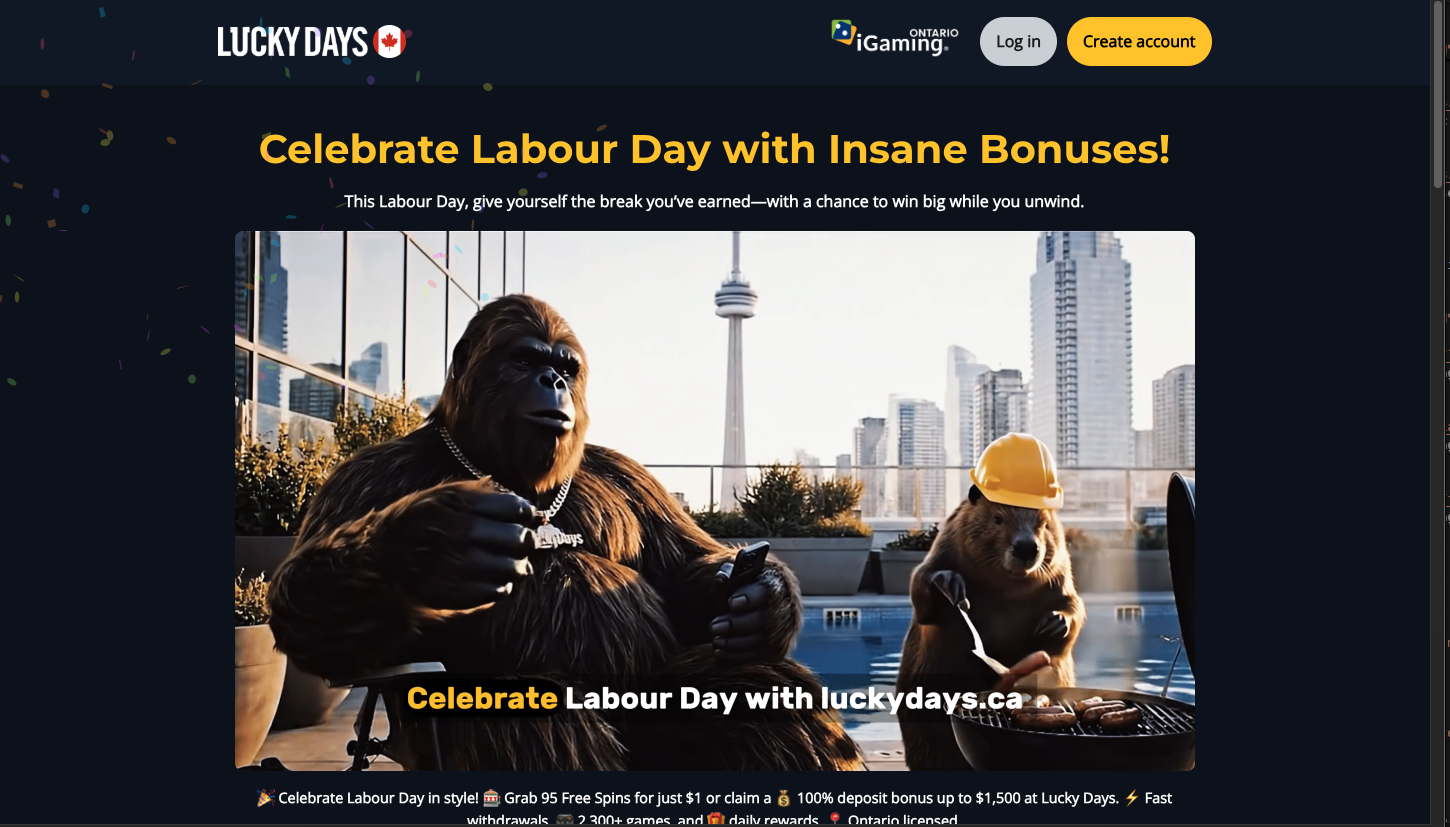 LUCKY DAYS
ONTARIO
iGaming
Log in
Create account
Celebrate Labour Day with Insane Bonuses!
This Labour Day, give yourself the break you’ve earned—with a chance to win big while you unwind.
Days
Celebrate Labour Day with luckydays.ca
🎉 Celebrate Labour Day in style! 🎰 Grab 95 Free Spins for just $1 or claim a 💰 100% deposit bonus up to $1,500 at Lucky Days. ⚡ Fast
withdrawals, 🎮 2,300+ games, and 🎁 daily rewards. 📍 Ontario licensed.